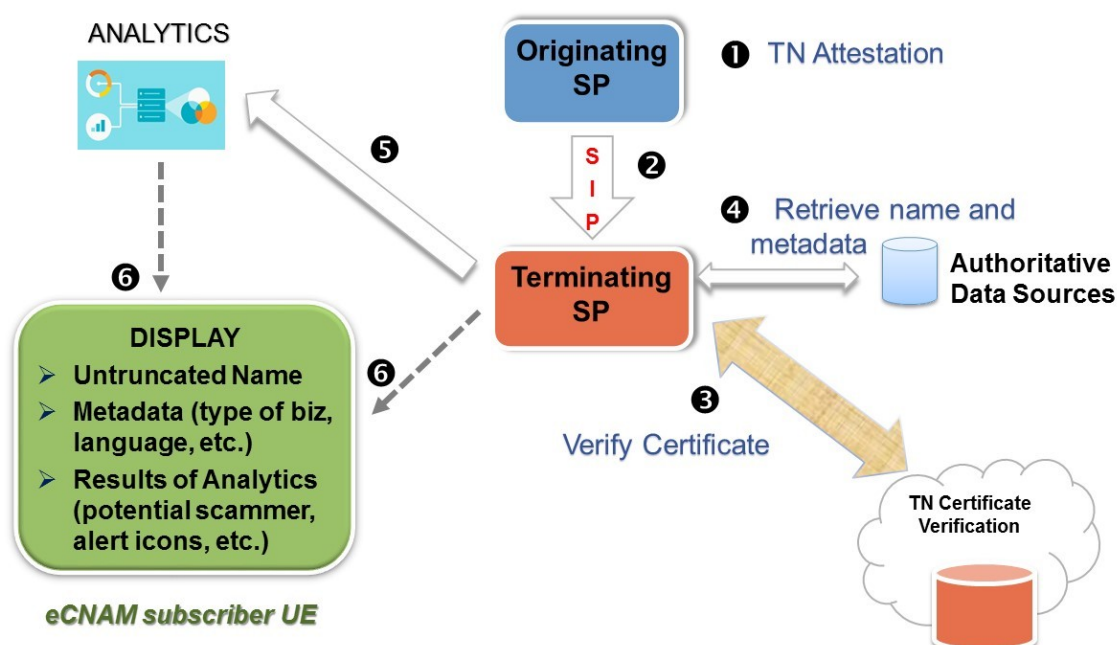 ANALYTICS
Originating
SP
❶ TN Attestation
❺
S
I
P
❷
❹ Retrieve name and
metadata
Terminating
SP
Authoritative
Data Sources
❻
DISPLAY
➢ Untruncated Name
➢ Metadata (type of biz,
language, etc.)
➢ Results of Analytics
(potential scammer,
alert icons, etc.)
❻
❸
Verify Certificate
TN Certificate
Verification
eCNAM subscriber UE